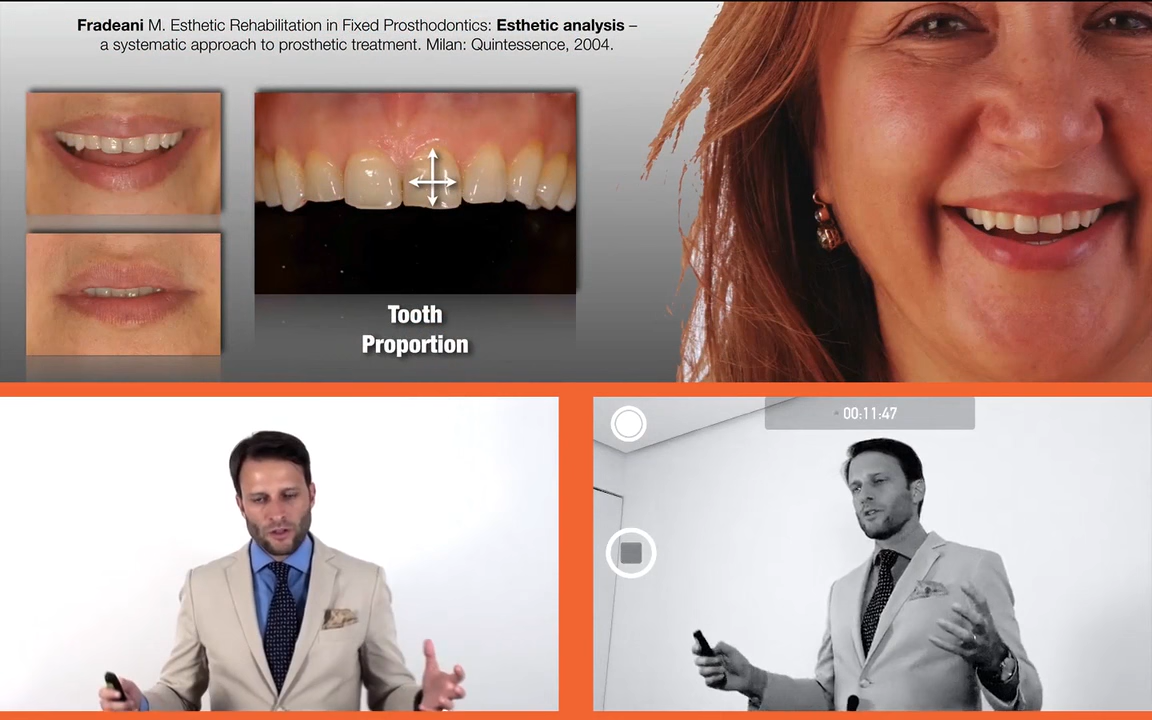 Fradeani M. Esthetic Rehabilitation in Fixed Prosthodontics: Esthetic analysis –
a systematic approach to prosthetic treatment. Milan: Quintessence, 2004.
Tooth
Proportion
00:11:47